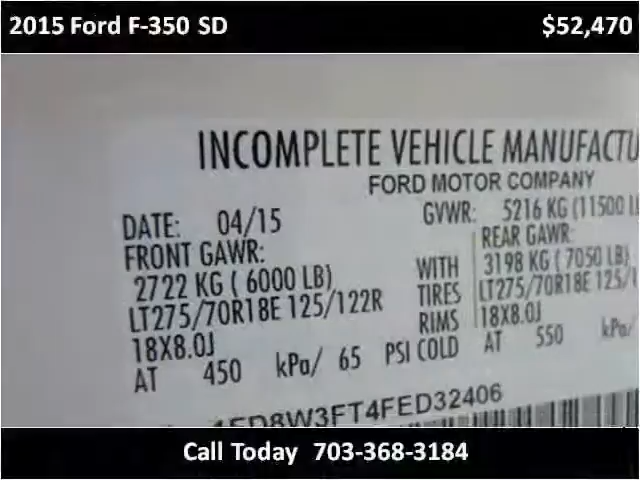 2015 Ford F-350 SD $52,470
INCOMPLETE VEHICLE MANUFACTU
FORD MOTOR COMPANY
DATE: 04/15 GVWR: 5216 KG (11500 L
FRONT GAWR: REAR GAWR:
2722 KG ( 6000 LB) WITH 3198 KG ( 7050 LB)
LT275/70R18E 125/122R TIRES LT275/70R18E 125/1
18X8.0J RIMS 18X8.0J
AT 450 kPa/ 65 PSI COLD AT 550 kPa/
1FD8W3FT4FED32406
Call Today 703-368-3184